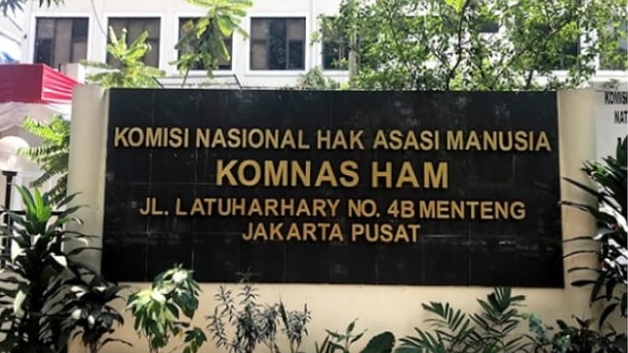 KOMISI NASIONAL HAK ASASI MANUSIA
KOMNAS HAM
JL. LATUHARHARY NO. 4B MENTENG
JAKARTA PUSAT